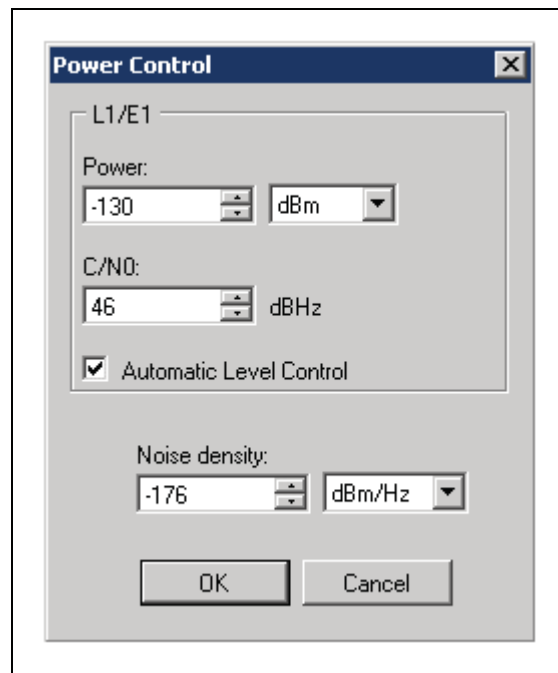 Power Control
L1/E1
Power:
-130 dBm
C/N0:
46 dBHz
Automatic Level Control
Noise density:
-176 dBm/Hz
OK Cancel